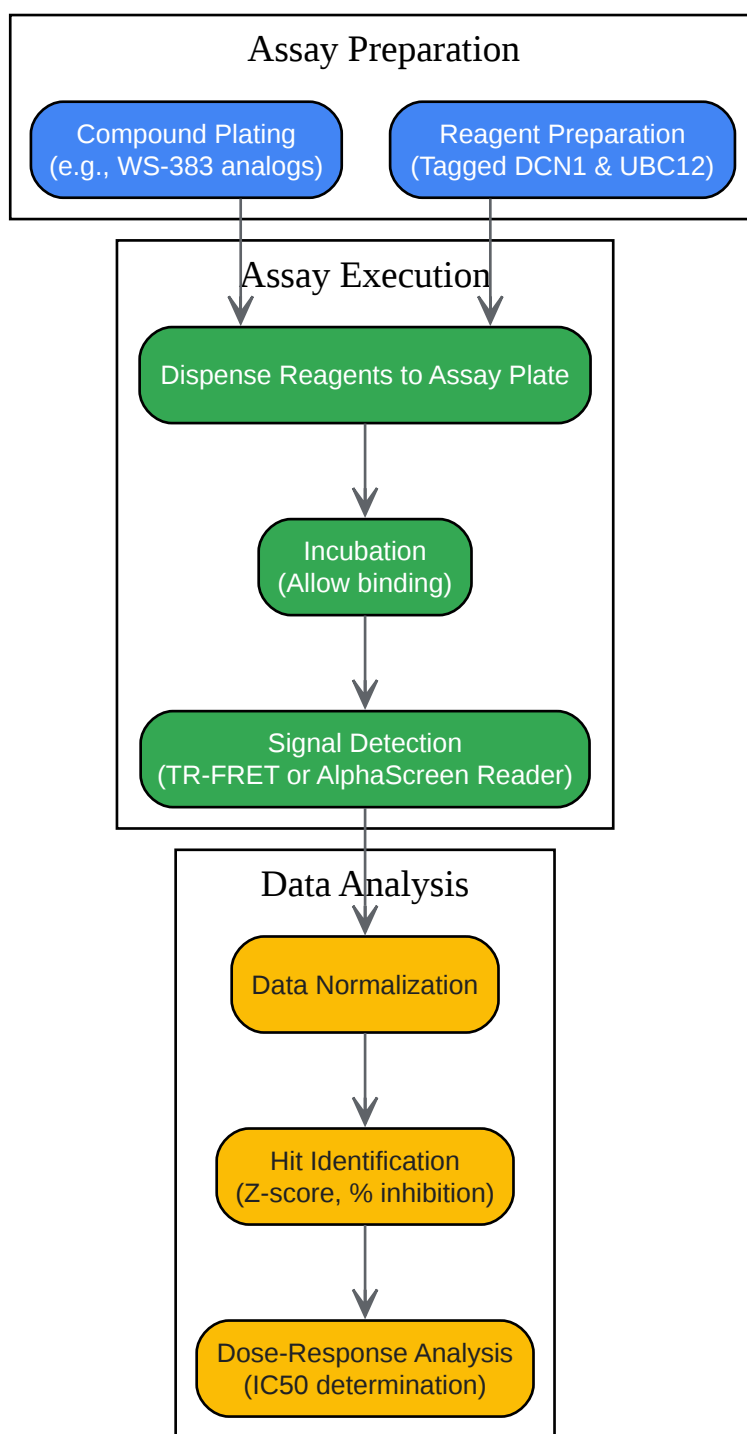 Assay Preparation
Compound Plating
(e.g., WS-383 analogs)
Reagent Preparation
(Tagged DCN1 & UBC12)
Assay Execution
Dispense Reagents to Assay Plate
Incubation
(Allow binding)
Signal Detection
(TR-FRET or AlphaScreen Reader)
Data Analysis
Data Normalization
Hit Identification
(Z-score, % inhibition)
Dose-Response Analysis
(IC50 determination)